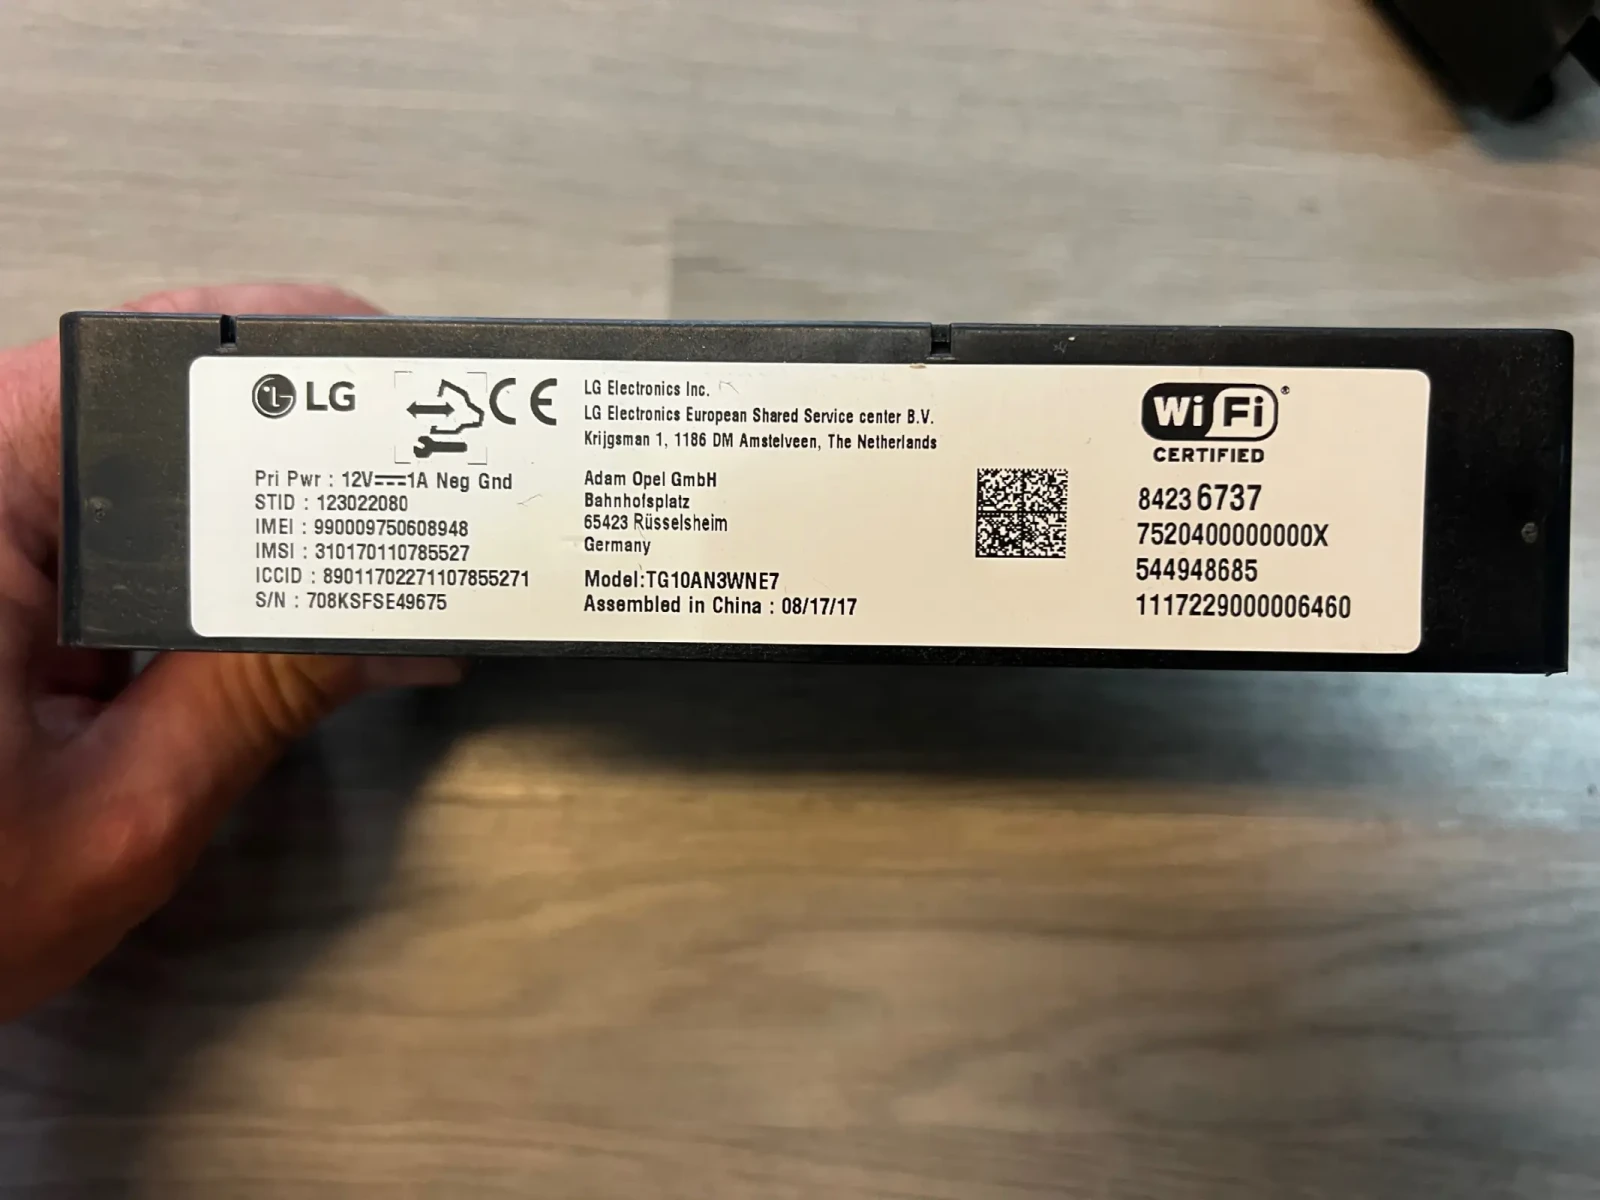 LG
CE
Pri Pwr : 12V⎓1A Neg Gnd
STID : 123022080
IMEI : 990009750608948
IMSI : 310170110785527
ICCID : 89011702271107855271
S/N : 708KSFSE49675
LG Electronics Inc.
LG Electronics European Shared Service center B.V.
Krijgsman 1, 1186 DM Amstelveen, The Netherlands
Adam Opel GmbH
Bahnhofsplatz
65423 Rüsselsheim
Germany
Model:TG10AN3WNE7
Assembled in China : 08/17/17
Wi Fi®
CERTIFIED
8423 6737
7520400000000X
544948685
1117229000006460